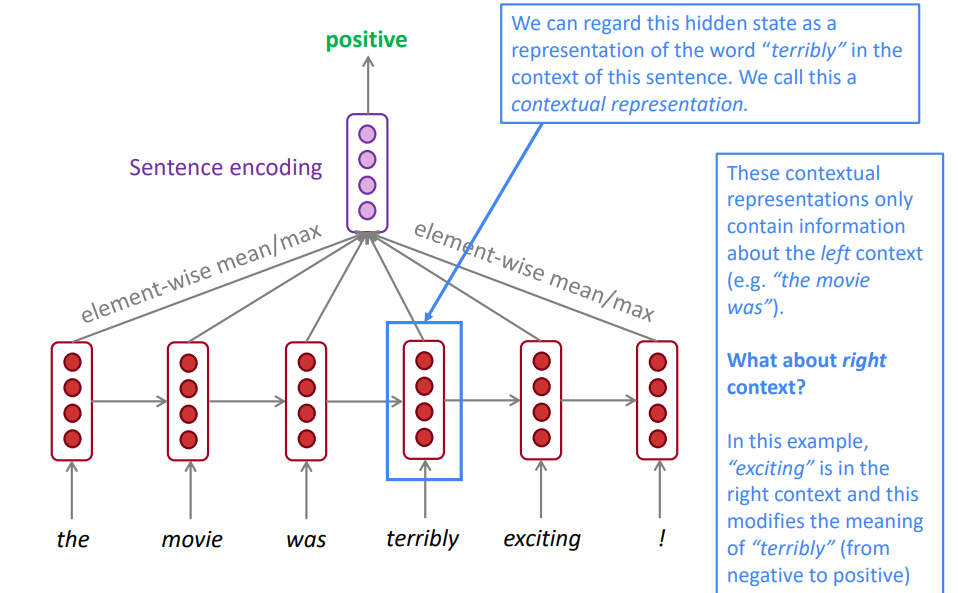 We can regard this hidden state as a
representation of the word “terribly” in the
context of this sentence. We call this a
contextual representation.
positive
Sentence encoding
element-wise mean/max
element-wise mean/max
These contextual
representations only
contain information
about the left context
(e.g. “the movie
was”).
What about right
context?
In this example,
“exciting” is in the
right context and this
modifies the meaning
of “terribly” (from
negative to positive)
the
movie
was
terribly
exciting
!